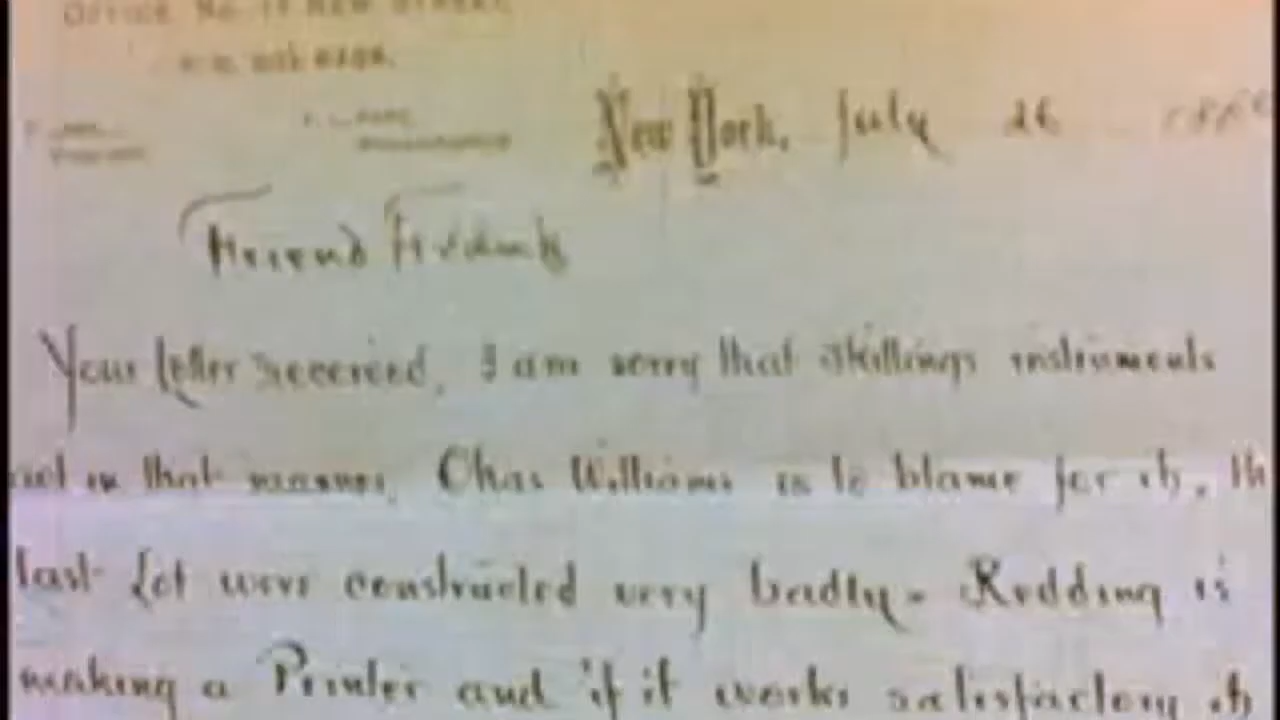 New York, July 26
Friend Frank
Your letter received, I am sorry that Skillings instruments
act in that manner, Chas Williams is to blame for it, th
last Lot were constructed very badly - Redding is
making a Printer and if it works satisfactory it